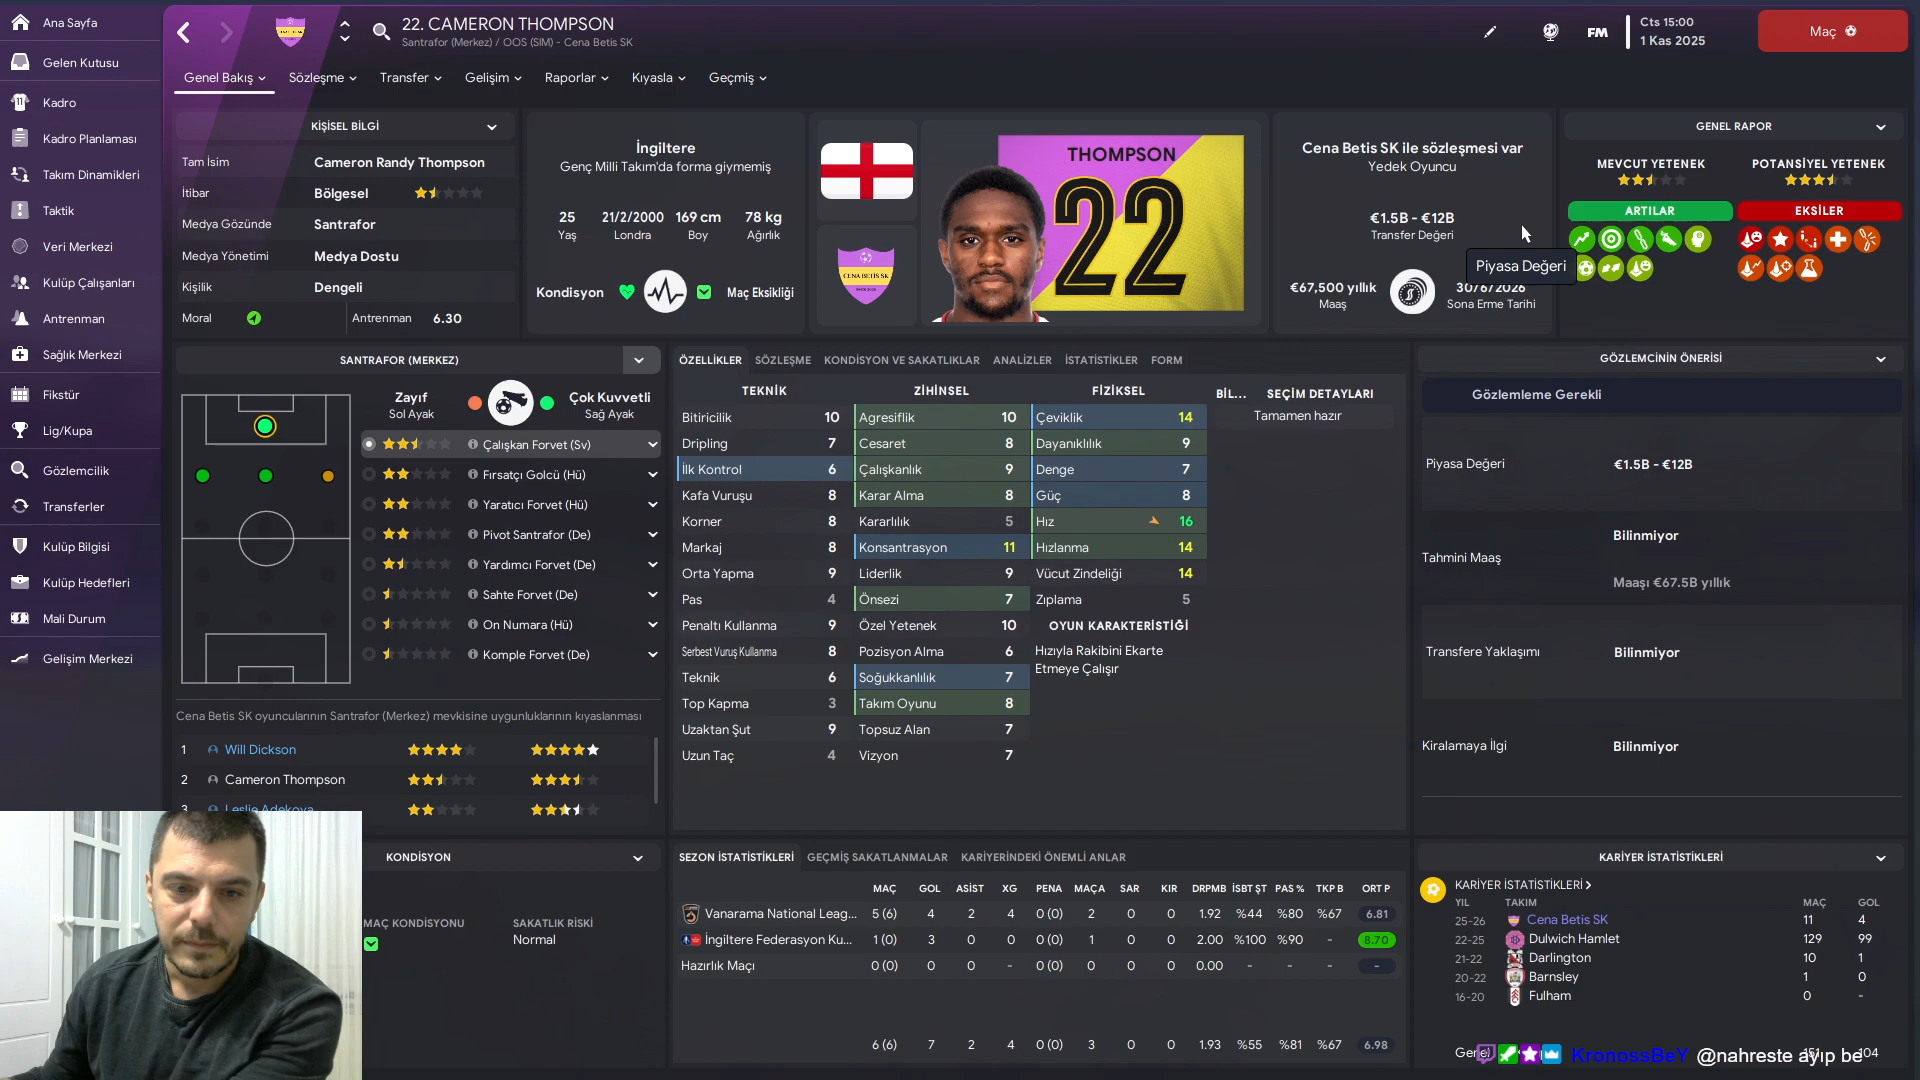 Ana Sayfa
Gelen Kutusu
Kadro
Kadro Planlaması
Takım Dinamikleri
Taktik
Veri Merkezi
Kulüp Çalışanları
Antrenman
Sağlık Merkezi
Fikstür
Lig/Kupa
Gözlemcilik
Transferler
Kulüp Bilgisi
Kulüp Hedefleri
Mali Durum
Gelişim Merkezi
22. CAMERON THOMPSON
Santrafor (Merkez) / OOS (SIM) - Cena Betis SK
FM
Cts 15:00
1 Kas 2025
Maç
Genel Bakış Sözleşme Transfer Gelişim Raporlar Kıyasla Geçmiş
KİŞİSEL BİLGİ
Tam İsim Cameron Randy Thompson
İtibar Bölgesel
Medya Gözünde Santrafor
Medya Yönetimi Medya Dostu
Kişilik Dengeli
Moral Antrenman 6.30
İngiltere
Genç Milli Takım'da forma giymemiş
25 21/2/2000 169 cm 78 kg
Yaş Londra Boy Ağırlık
Kondisyon Maç Eksikliği
CENA BETİS SK
THOMPSON
22
Cena Betis SK ile sözleşmesi var
Yedek Oyuncu
€1.5B - €12B
Transfer Değeri
Piyasa Değeri
€67,500 yıllık 30/6/2026
Maaş Sona Erme Tarihi
GENEL RAPOR
MEVCUT YETENEK POTANSİYEL YETENEK
ARTILAR EKSİLER
SANTRAFOR (MERKEZ)
Zayıf Çok Kuvvetli
Sol Ayak Sağ Ayak
Çalışkan Forvet (Sv)
Fırsatçı Golcü (Hü)
Yaratıcı Forvet (Hü)
Pivot Santrafor (De)
Yardımcı Forvet (De)
Sahte Forvet (De)
On Numara (Hü)
Komple Forvet (De)
Cena Betis SK oyuncularının Santrafor (Merkez) mevkisine uygunluklarının kıyaslanması
1 Will Dickson
2 Cameron Thompson
3 Leslie Adekoya
ÖZELLİKLER SÖZLEŞME KONDİSYON VE SAKATLIKLAR ANALİZLER İSTATİSTİKLER FORM
TEKNİK ZİHİNSEL FİZİKSEL BİL... SEÇİM DETAYLARI
Bitiricilik 10 Agresiflik 10 Çeviklik 14 Tamamen hazır
Dripling 7 Cesaret 8 Dayanıklılık 9
İlk Kontrol 6 Çalışkanlık 9 Denge 7
Kafa Vuruşu 8 Karar Alma 8 Güç 8
Korner 8 Kararlılık 5 Hız 16
Markaj 8 Konsantrasyon 11 Hızlanma 14
Orta Yapma 9 Liderlik 9 Vücut Zindeliği 14
Pas 4 Önsezi 7 Zıplama 5
Penaltı Kullanma 9 Özel Yetenek 10 OYUN KARAKTERİSTİĞİ
Serbest Vuruş Kullanma 8 Pozisyon Alma 6 Hızıyla Rakibini Ekarte
Etmeye Çalışır
Teknik 6 Soğukkanlılık 7
Top Kapma 3 Takım Oyunu 8
Uzaktan Şut 9 Topsuz Alan 7
Uzun Taç 4 Vizyon 7
GÖZLEMCİNİN ÖNERİSİ
Gözlemleme Gerekli
Piyasa Değeri €1.5B - €12B
Bilinmiyor
Tahmini Maaş
Maaşı €67.5B yıllık
Transfere Yaklaşımı Bilinmiyor
Kiralamaya İlgi Bilinmiyor
KONDİSYON
MAÇ KONDİSYONU SAKATLIK RİSKİ
Normal
SEZON İSTATİSTİKLERİ GEÇMİŞ SAKATLANMALAR KARİYERİNDEKİ ÖNEMLİ ANLAR
MAÇ GOL ASİST XG PENA MAÇA SAR KIR DRPMB İSBT ŞT PAS % TKP B ORT P
Vanarama National Leag... 5 (6) 4 2 4 0 (0) 2 0 0 1.92 %44 %80 %67 6.81
İngiltere Federasyon Ku... 1 (0) 3 0 0 0 (0) 1 0 0 2.00 %100 %90 - 8.70
Hazırlık Maçı 0 (0) 0 0 - 0 (0) 0 0 0 0.00 - - - -
6 (6) 7 2 4 0 (0) 3 0 0 1.93 %55 %81 %67 6.98
KARİYER İSTATİSTİKLERİ
KARİYER İSTATİSTİKLERİ >
YIL TAKIM MAÇ GOL
25-26 Cena Betis SK 11 4
22-25 Dulwich Hamlet 129 99
21-22 Darlington 10 1
20-22 Barnsley 1 0
16-20 Fulham 0 -
104
KronossBeY @nahreste ayıp be